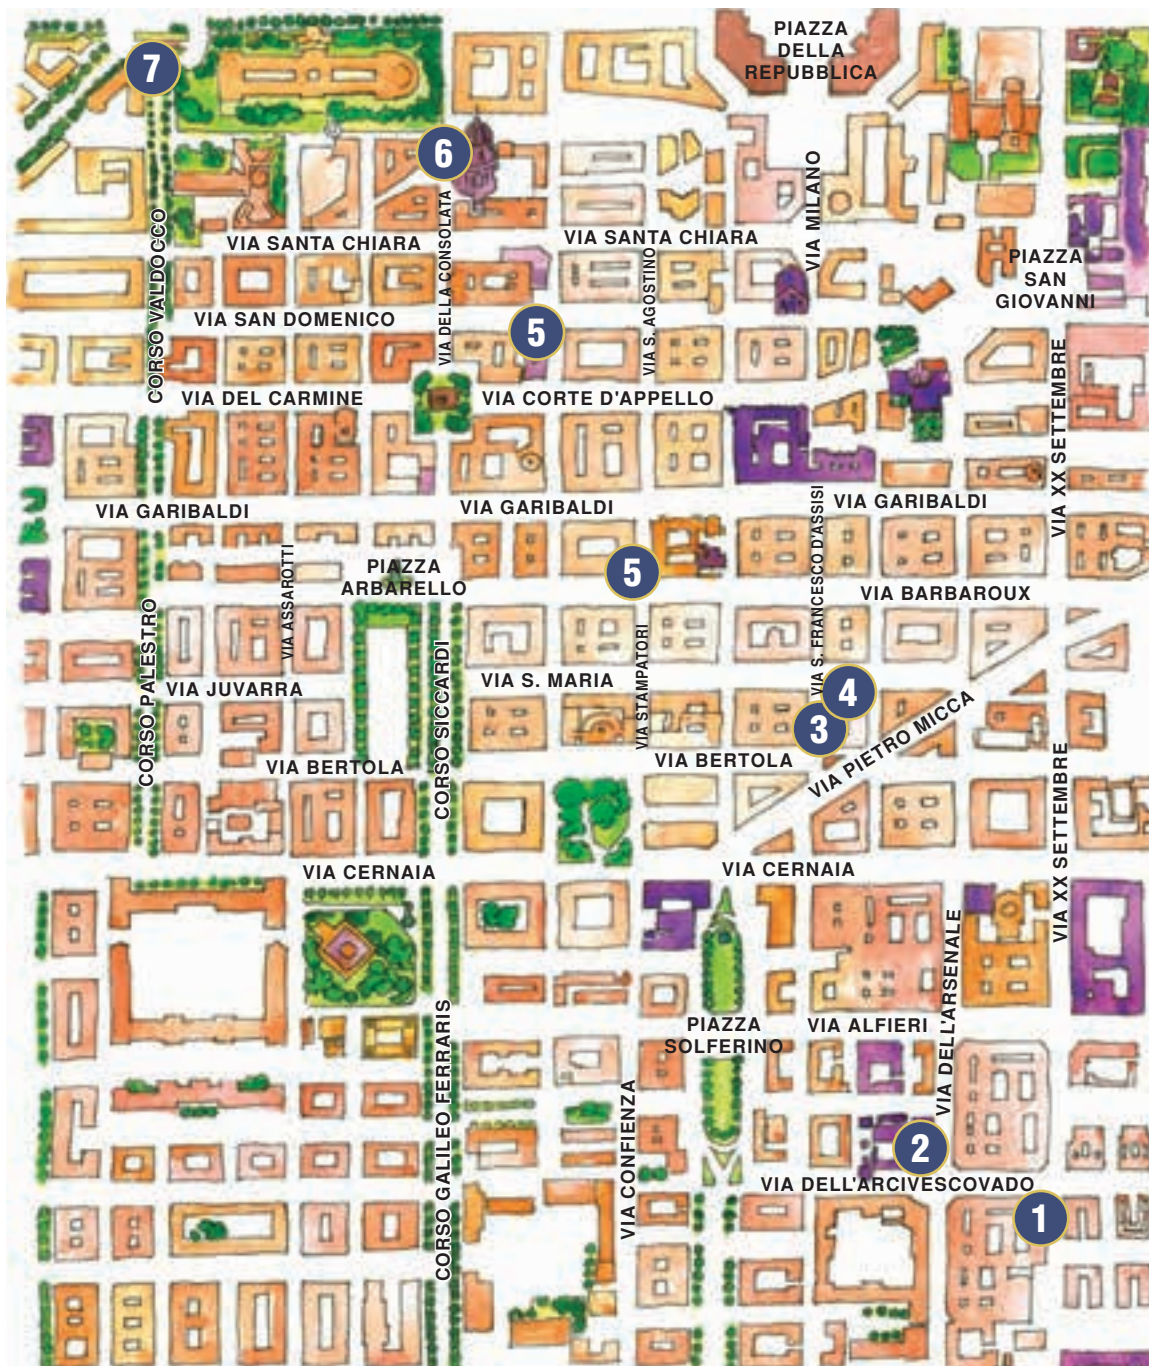 PIAZZA
DELLA
REPUBBLICA
7
6
VIA MILANO
CORSO VALDOCCO
VIA DELLA CONSOLATA
VIA SANTA CHIARA
VIA SANTA CHIARA
VIA S. AGOSTINO
PIAZZA
SAN
GIOVANNI
VIA SAN DOMENICO
5
VIA XX SETTEMBRE
VIA DEL CARMINE
VIA CORTE D'APPELLO
VIA GARIBALDI
VIA GARIBALDI
VIA GARIBALDI
VIA S. FRANCESCO D'ASSISI
VIA ASSAROTTI
PIAZZA
ARBARELLO
5
VIA BARBAROUX
CORSO PALESTRO
VIA JUVARRA
CORSO SICCARDI
VIA S. MARIA
VIA STAMPATORI
4
3
VIA PIETRO MICCA
VIA BERTOLA
VIA BERTOLA
VIA XX SETTEMBRE
VIA CERNAIA
VIA CERNAIA
VIA DELL'ARSENALE
CORSO GALILEO FERRARIS
PIAZZA
SOLFERINO
VIA ALFIERI
VIA CONFIENZA
2
VIA DELL'ARCIVESCOVADO
1